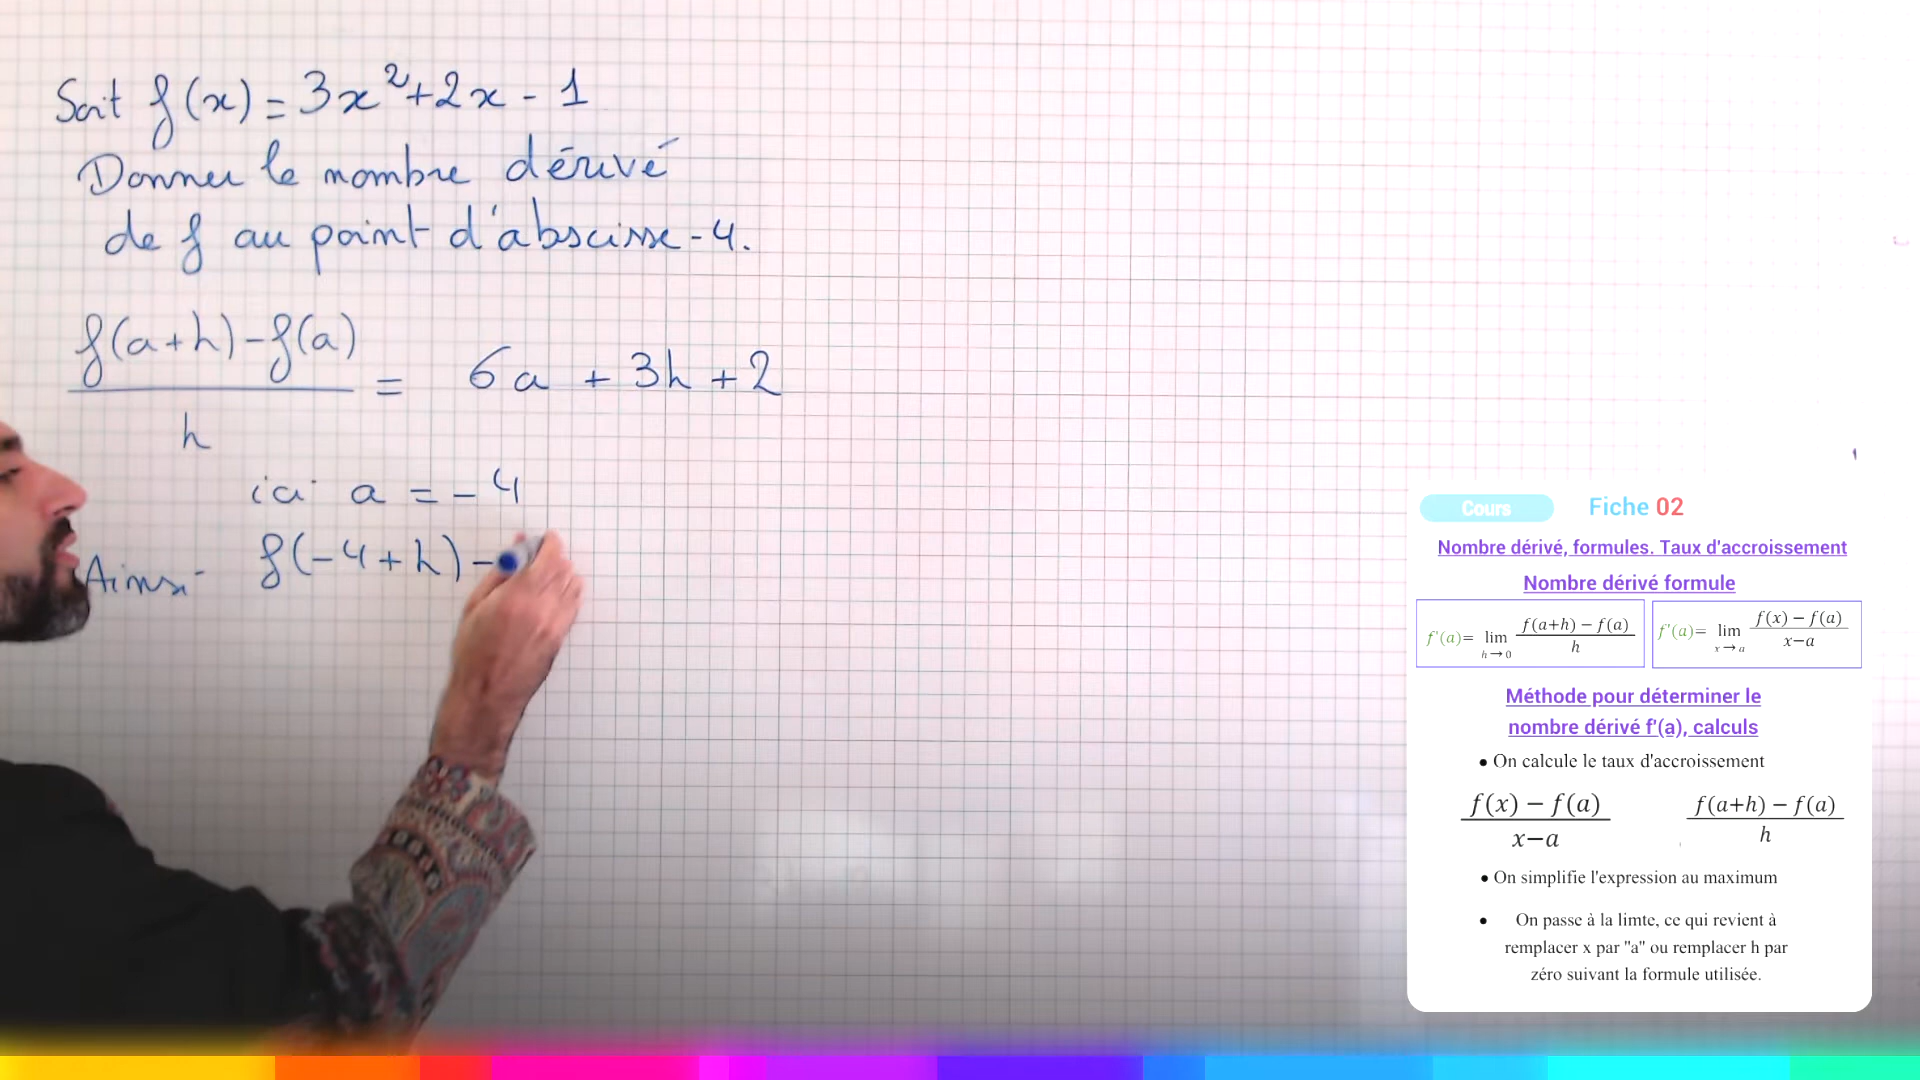 Soit f(x) = 3x²+2x - 1
Donner le nombre dérivé
de f au point d'abscisse -4.
f(a+h)-f(a)
= 6a + 3h + 2
h
ici a = -4
Ainsi f(-4+h)-
Cours
Fiche 02
Nombre dérivé, formules. Taux d'accroissement
Nombre dérivé formule
f'(a)= lim h→0 f(a+h) − f(a) / h
f'(a)= lim x→a f(x) − f(a) / x−a
Méthode pour déterminer le
nombre dérivé f'(a), calculs
• On calcule le taux d'accroissement
f(x) − f(a) / x−a
f(a+h) − f(a) / h
• On simplifie l'expression au maximum
• On passe à la limte, ce qui revient à
remplacer x par "a" ou remplacer h par
zéro suivant la formule utilisée.